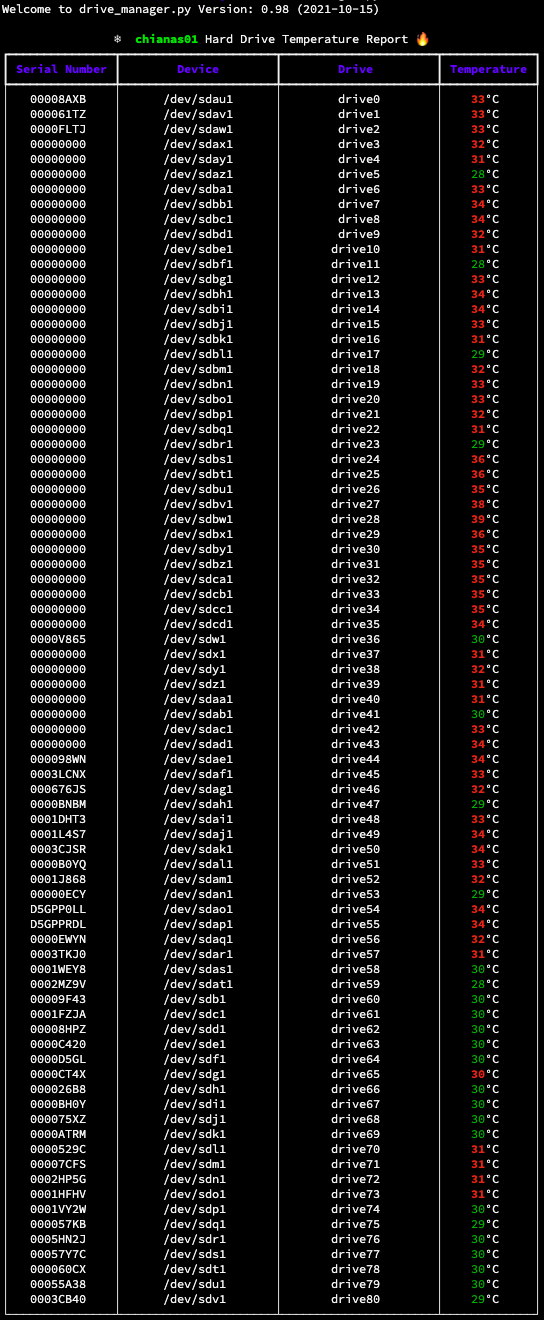 Welcome to drive_manager.py Version: 0.98 (2021-10-15)
❄ chianas01 Hard Drive Temperature Report 🔥
Serial Number Device Drive Temperature
00008AXB /dev/sdau1 drive0 33°C
000061TZ /dev/sdav1 drive1 33°C
0000FLTJ /dev/sdaw1 drive2 33°C
00000000 /dev/sdax1 drive3 32°C
00000000 /dev/sday1 drive4 31°C
00000000 /dev/sdaz1 drive5 28°C
00000000 /dev/sdba1 drive6 33°C
00000000 /dev/sdbb1 drive7 34°C
00000000 /dev/sdbc1 drive8 34°C
00000000 /dev/sdbd1 drive9 32°C
00000000 /dev/sdbe1 drive10 31°C
00000000 /dev/sdbf1 drive11 28°C
00000000 /dev/sdbg1 drive12 33°C
00000000 /dev/sdbh1 drive13 34°C
00000000 /dev/sdbi1 drive14 34°C
00000000 /dev/sdbj1 drive15 33°C
00000000 /dev/sdbk1 drive16 31°C
00000000 /dev/sdbl1 drive17 29°C
00000000 /dev/sdbm1 drive18 32°C
00000000 /dev/sdbn1 drive19 33°C
00000000 /dev/sdbo1 drive20 33°C
00000000 /dev/sdbp1 drive21 32°C
00000000 /dev/sdbq1 drive22 31°C
00000000 /dev/sdbr1 drive23 29°C
00000000 /dev/sdbs1 drive24 36°C
00000000 /dev/sdbt1 drive25 36°C
00000000 /dev/sdbu1 drive26 35°C
00000000 /dev/sdbv1 drive27 38°C
00000000 /dev/sdbw1 drive28 39°C
00000000 /dev/sdbx1 drive29 36°C
00000000 /dev/sdby1 drive30 35°C
00000000 /dev/sdbz1 drive31 35°C
00000000 /dev/sdca1 drive32 35°C
00000000 /dev/sdcb1 drive33 35°C
00000000 /dev/sdcc1 drive34 35°C
00000000 /dev/sdcd1 drive35 34°C
0000V865 /dev/sdw1 drive36 30°C
00000000 /dev/sdx1 drive37 31°C
00000000 /dev/sdy1 drive38 32°C
00000000 /dev/sdz1 drive39 31°C
00000000 /dev/sdaa1 drive40 31°C
00000000 /dev/sdab1 drive41 30°C
00000000 /dev/sdac1 drive42 33°C
00000000 /dev/sdad1 drive43 34°C
000098WN /dev/sdae1 drive44 34°C
0003LCNX /dev/sdaf1 drive45 33°C
000676JS /dev/sdag1 drive46 32°C
0000BNBM /dev/sdah1 drive47 29°C
0001DHT3 /dev/sdai1 drive48 33°C
0001L4S7 /dev/sdaj1 drive49 34°C
0003CJSR /dev/sdak1 drive50 34°C
0000B0YQ /dev/sdal1 drive51 33°C
0001J868 /dev/sdam1 drive52 32°C
00000ECY /dev/sdan1 drive53 29°C
D5GPP0LL /dev/sdao1 drive54 34°C
D5GPPRDL /dev/sdap1 drive55 34°C
0000EWYN /dev/sdaq1 drive56 32°C
0003TKJ0 /dev/sdar1 drive57 31°C
0001WEY8 /dev/sdas1 drive58 30°C
0002MZ9V /dev/sdat1 drive59 28°C
00009F43 /dev/sdb1 drive60 30°C
0001FZJA /dev/sdc1 drive61 30°C
00008HPZ /dev/sdd1 drive62 30°C
0000C420 /dev/sde1 drive63 30°C
0000D5GL /dev/sdf1 drive64 30°C
0000CT4X /dev/sdg1 drive65 30°C
000026B8 /dev/sdh1 drive66 30°C
0000BH0Y /dev/sdi1 drive67 30°C
000075XZ /dev/sdj1 drive68 30°C
0000ATRM /dev/sdk1 drive69 30°C
0000529C /dev/sdl1 drive70 31°C
00007CFS /dev/sdm1 drive71 31°C
0002HP5G /dev/sdn1 drive72 31°C
0001HFHV /dev/sdo1 drive73 31°C
0001VY2W /dev/sdp1 drive74 30°C
000057KB /dev/sdq1 drive75 29°C
0005HN2J /dev/sdr1 drive76 30°C
00057Y7C /dev/sds1 drive77 30°C
000060CX /dev/sdt1 drive78 30°C
00055A38 /dev/sdu1 drive79 30°C
0003CB40 /dev/sdv1 drive80 29°C